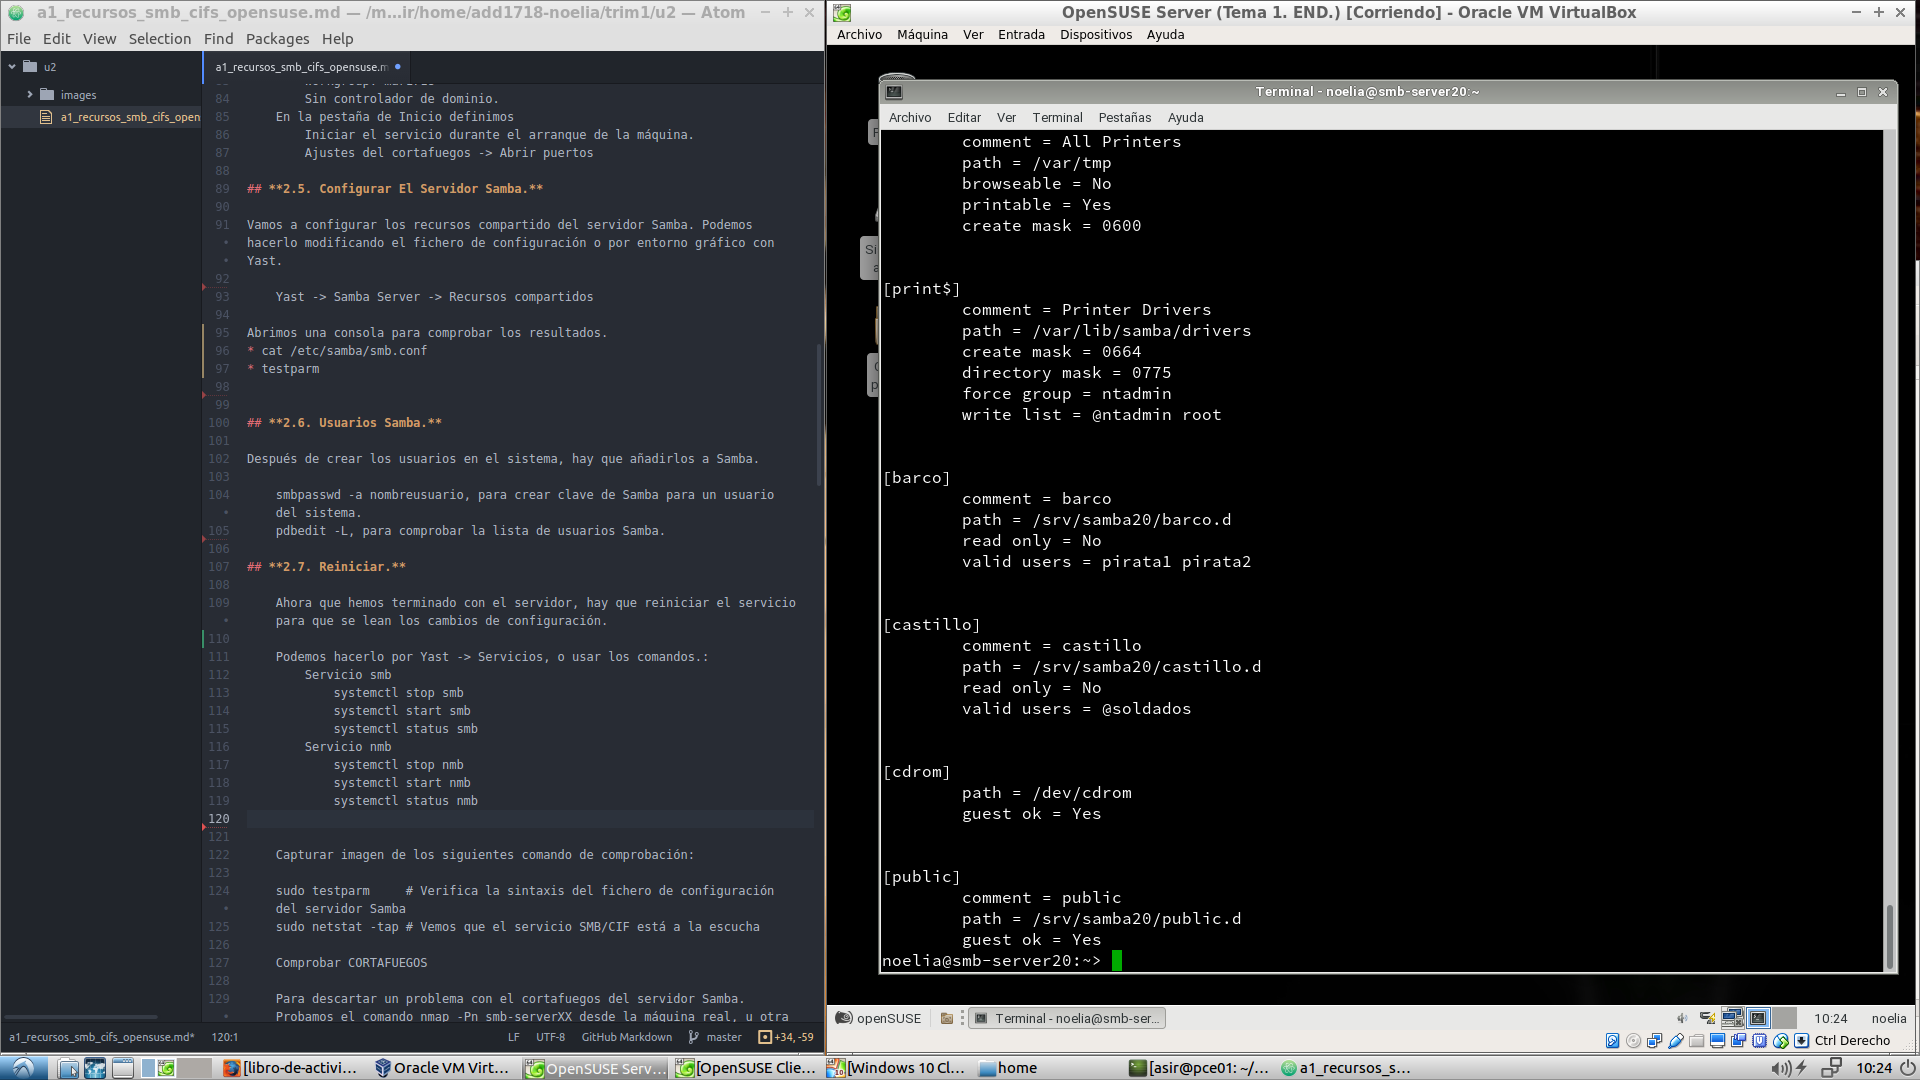 a1_recursos_smb_cifs_opensuse.md — /m...ir/home/add1718-noelia/trim1/u2 — Atom
File Edit View Selection Find Packages Help
u2
images
a1_recursos_smb_cifs_open
a1_recursos_smb_cifs_opensuse.m
84 Sin controlador de dominio.
85 En la pestaña de Inicio definimos
86 Iniciar el servicio durante el arranque de la máquina.
87 Ajustes del cortafuegos -> Abrir puertos
88
89 ## **2.5. Configurar El Servidor Samba.**
90
91 Vamos a configurar los recursos compartido del servidor Samba. Podemos
• hacerlo modificando el fichero de configuración o por entorno gráfico con
• Yast.
92
93 Yast -> Samba Server -> Recursos compartidos
94
95 Abrimos una consola para comprobar los resultados.
96 * cat /etc/samba/smb.conf
97 * testparm
98
99
100 ## **2.6. Usuarios Samba.**
101
102 Después de crear los usuarios en el sistema, hay que añadirlos a Samba.
103
104 smbpasswd -a nombreusuario, para crear clave de Samba para un usuario
• del sistema.
105 pdbedit -L, para comprobar la lista de usuarios Samba.
106
107 ## **2.7. Reiniciar.**
108
109 Ahora que hemos terminado con el servidor, hay que reiniciar el servicio
• para que se lean los cambios de configuración.
110
111 Podemos hacerlo por Yast -> Servicios, o usar los comandos.:
112 Servicio smb
113 systemctl stop smb
114 systemctl start smb
115 systemctl status smb
116 Servicio nmb
117 systemctl stop nmb
118 systemctl start nmb
119 systemctl status nmb
120
121
122 Capturar imagen de los siguientes comando de comprobación:
123
124 sudo testparm # Verifica la sintaxis del fichero de configuración
• del servidor Samba
125 sudo netstat -tap # Vemos que el servicio SMB/CIF está a la escucha
126
127 Comprobar CORTAFUEGOS
128
129 Para descartar un problema con el cortafuegos del servidor Samba.
• Probamos el comando nmap -Pn smb-serverXX desde la máquina real, u otra
a1_recursos_smb_cifs_opensuse.md* 120:1 LF UTF-8 GitHub Markdown master +34, -59
OpenSUSE Server (Tema 1. END.) [Corriendo] - Oracle VM VirtualBox
Archivo Máquina Ver Entrada Dispositivos Ayuda
Terminal - noelia@smb-server20:~
Archivo Editar Ver Terminal Pestañas Ayuda
comment = All Printers
path = /var/tmp
browseable = No
printable = Yes
create mask = 0600
[print$]
comment = Printer Drivers
path = /var/lib/samba/drivers
create mask = 0664
directory mask = 0775
force group = ntadmin
write list = @ntadmin root
[barco]
comment = barco
path = /srv/samba20/barco.d
read only = No
valid users = pirata1 pirata2
[castillo]
comment = castillo
path = /srv/samba20/castillo.d
read only = No
valid users = @soldados
[cdrom]
path = /dev/cdrom
guest ok = Yes
[public]
comment = public
path = /srv/samba20/public.d
guest ok = Yes
noelia@smb-server20:~>
openSUSE Terminal - noelia@smb-ser... 10:24 noelia
Ctrl Derecho
[libro-de-activi... Oracle VM Virt... OpenSUSE Serv... [OpenSUSE Clie... [Windows 10 Cl... home [asir@pce01: ~/... a1_recursos_s... 10:24